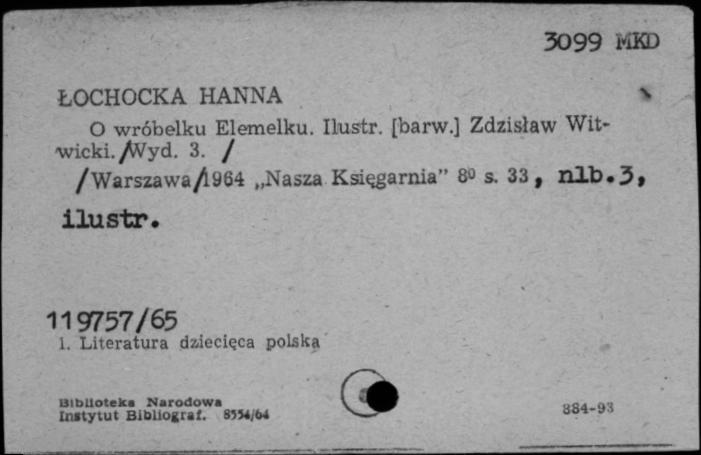 3099 MKD
ŁOCHOCKA HANNA
O wróbelku Elemelku. Ilustr. [barw.] Zdzisław Wit-
wicki./Wyd. 3. /
/Warszawa/1964 „Nasza Księgarnia” 8⁰ s. 33, nlb.3,
ilustr.
119757/65
1. Literatura dziecięca polska
Biblioteka Narodowa
Instytut Bibliograf. 8554/64
884-93